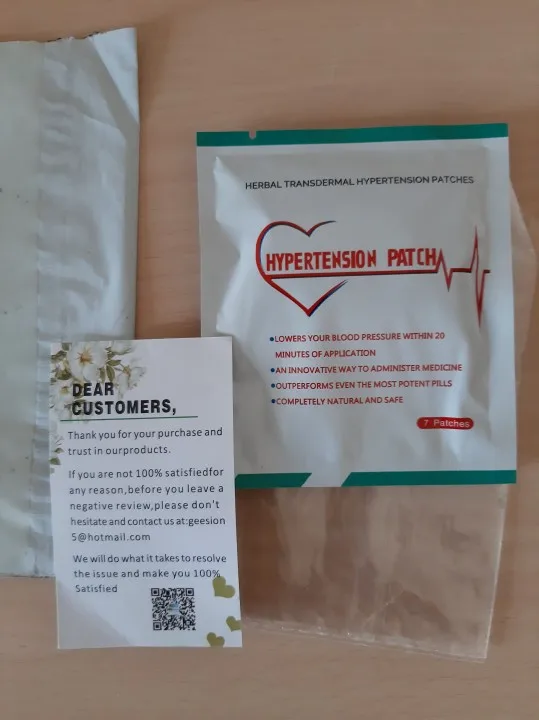 HERBAL TRANSDERMAL HYPERTENSION PATCHES
HYPERTENSION PATCH
•LOWERS YOUR BLOOD PRESSURE WITHIN 20
MINUTES OF APPLICATION
•AN INNOVATIVE WAY TO ADMINISTER MEDICINE
•OUTPERFORMS EVEN THE MOST POTENT PILLS
•COMPLETELY NATURAL AND SAFE
7 Patches
DEAR
CUSTOMERS,
Thank you for your purchase and
trust in ourproducts.
If you are not 100% satisfiedfor
any reason,before you leave a
negative review,please don't
hesitate and contact us at:geesion
5@hotmail.com
We will do what it takes to resolve
the issue and make you 100%
Satisfied